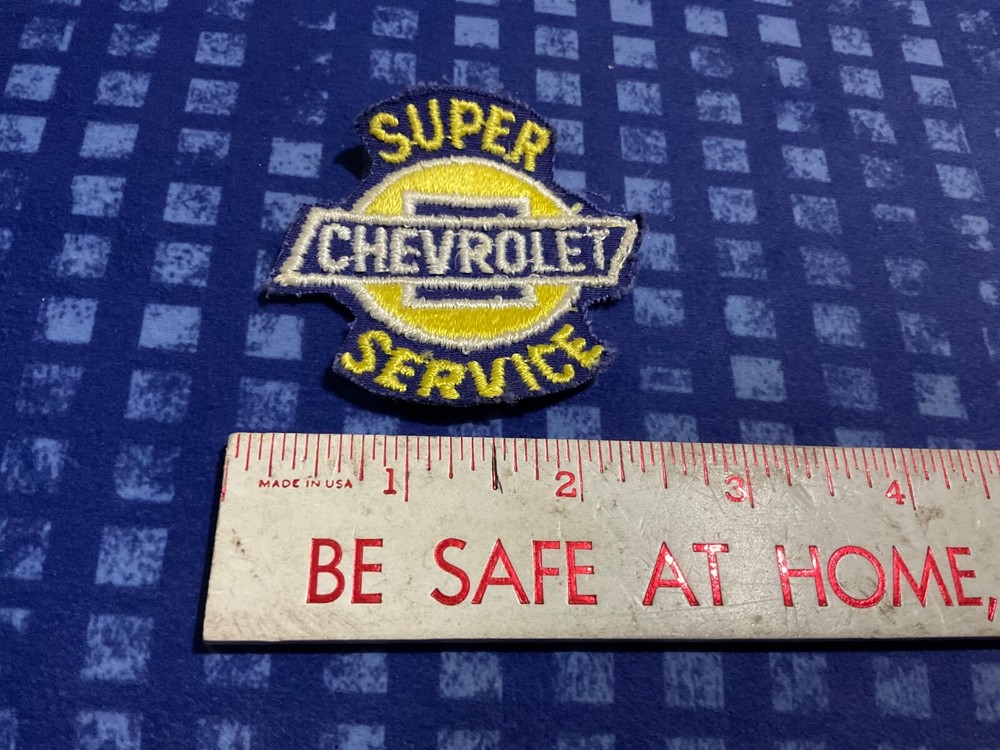 SUPER
CHEVROLET
SERVICE
1 2 3 4
MADE IN USA
BE SAFE AT HOME,